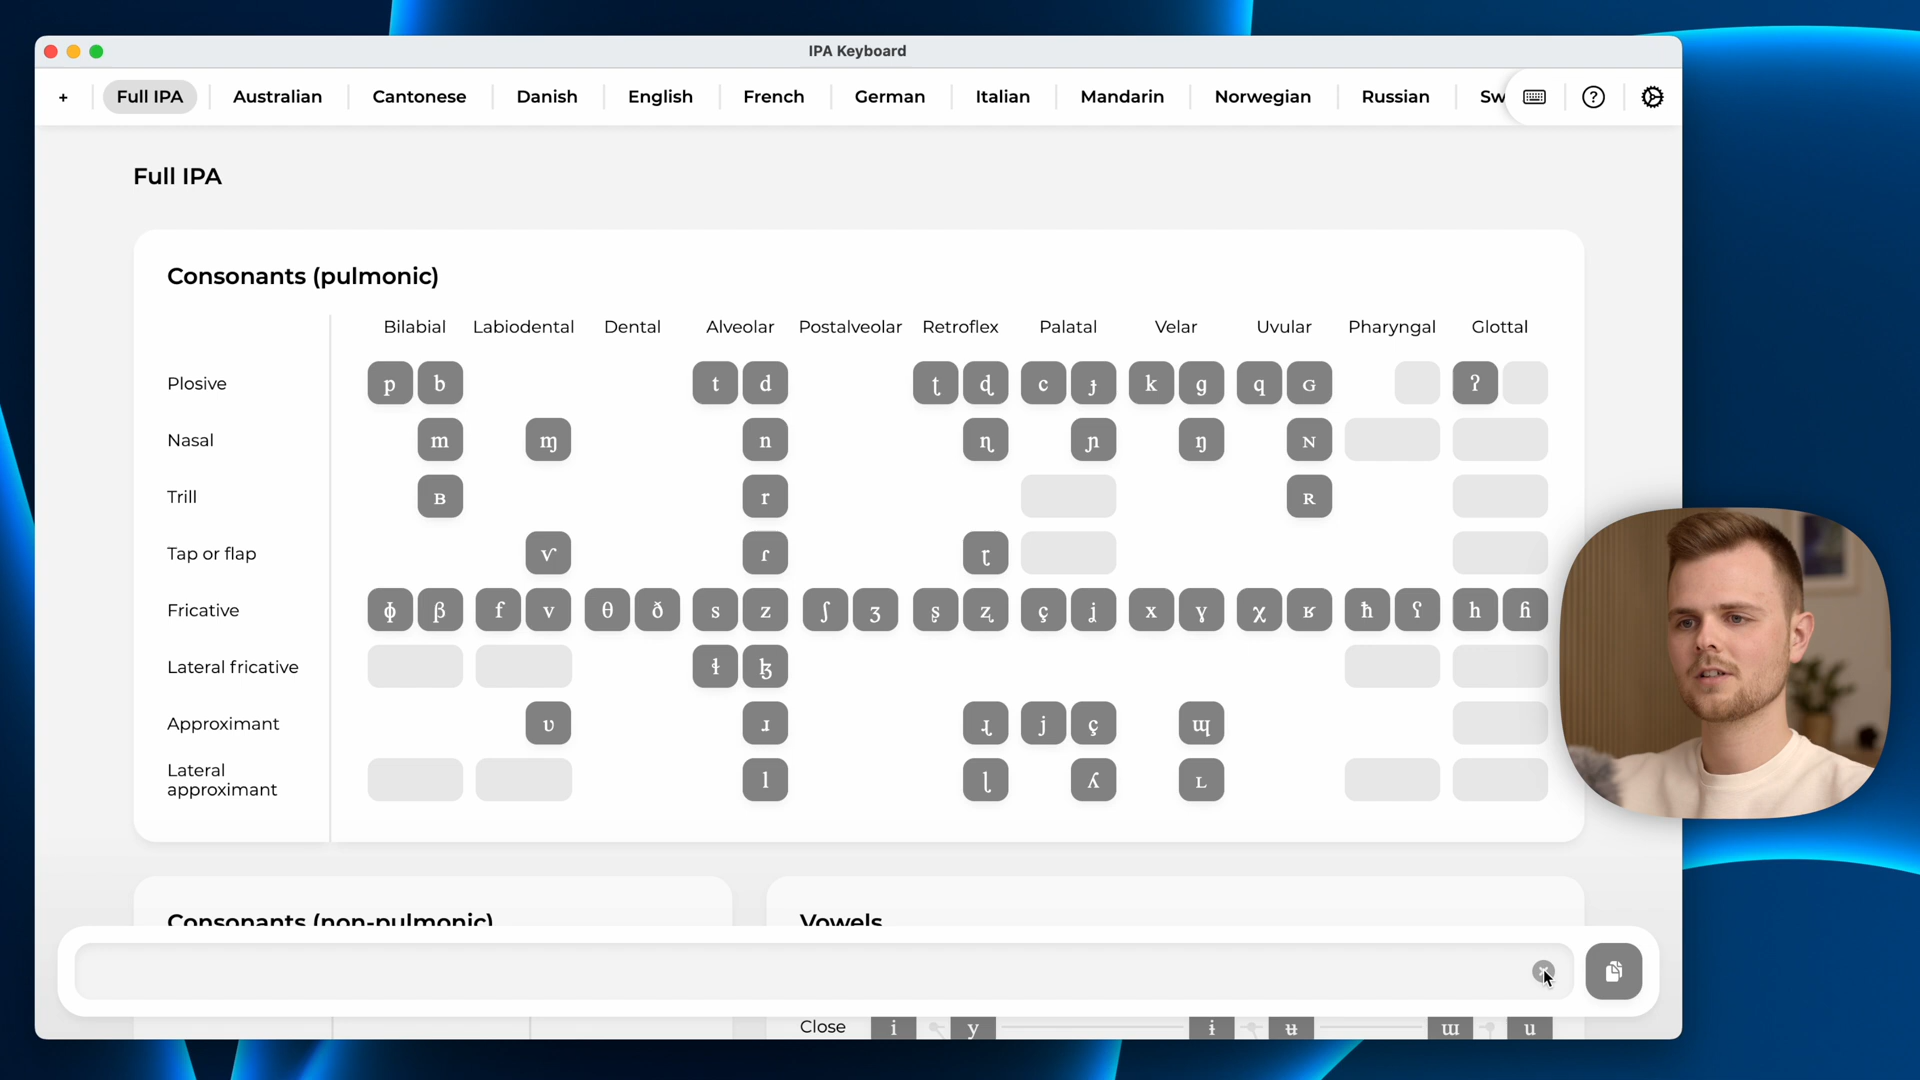 IPA Keyboard
+ Full IPA Australian Cantonese Danish English French German Italian Mandarin Norwegian Russian Sw
Full IPA
Consonants (pulmonic)
Bilabial Labiodental Dental Alveolar Postalveolar Retroflex Palatal Velar Uvular Pharyngal Glottal
Plosive p b t d ʈ ɖ c ɟ k ɡ q ɢ ʔ
Nasal m ɱ n ɳ ɲ ŋ ɴ
Trill ʙ r ʀ
Tap or flap ⱱ ɾ ɽ
Fricative ɸ β f v θ ð s z ʃ ʒ ʂ ʐ ç ʝ x ɣ χ ʁ ħ ʕ h ɦ
Lateral fricative ɬ ɮ
Approximant ʋ ɹ ɻ j ç ɰ
Lateral
approximant l ɭ ʎ ʟ
Consonants (non-pulmonic) Vowels
Close i y ɨ ʉ ɯ u